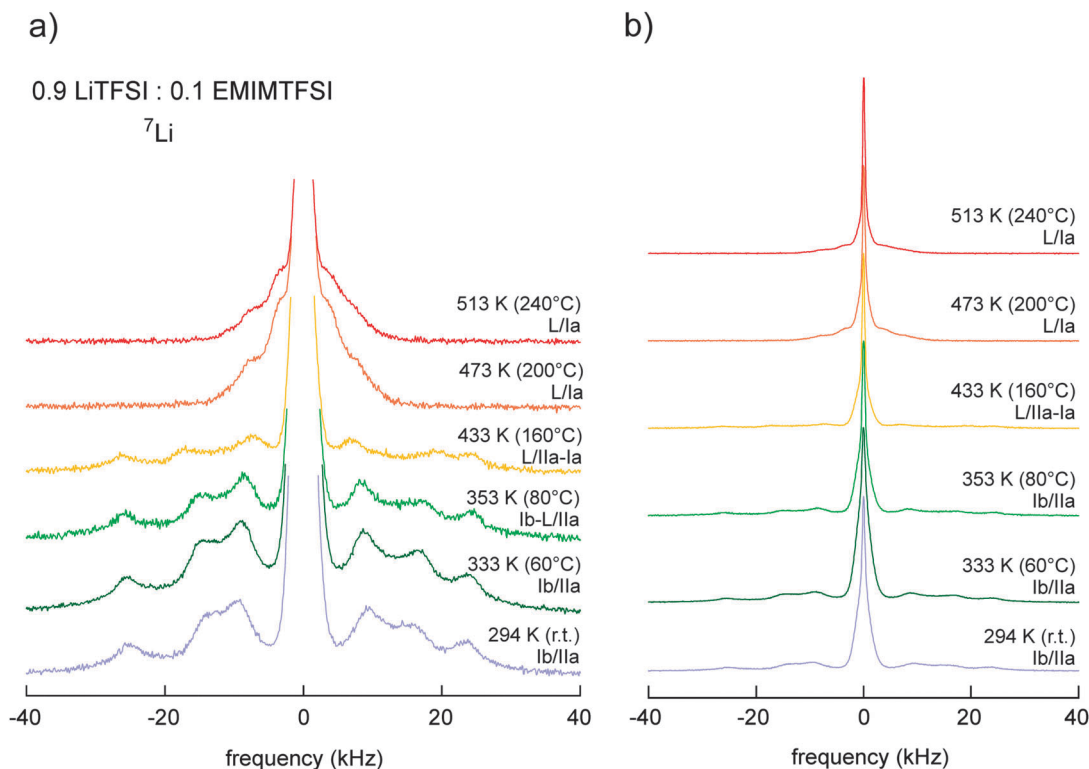 a)
0.9 LiTFSI : 0.1 EMIMTFSI
⁷Li
513 K (240°C)
L/Ia
473 K (200°C)
L/Ia
433 K (160°C)
L/IIa-Ia
353 K (80°C)
Ib-L/IIa
333 K (60°C)
Ib/IIa
294 K (r.t.)
Ib/IIa
-40 -20 0 20 40
frequency (kHz)
b)
513 K (240°C)
L/Ia
473 K (200°C)
L/Ia
433 K (160°C)
L/IIa-Ia
353 K (80°C)
Ib/IIa
333 K (60°C)
Ib/IIa
294 K (r.t.)
Ib/IIa
-40 -20 0 20 40
frequency (kHz)